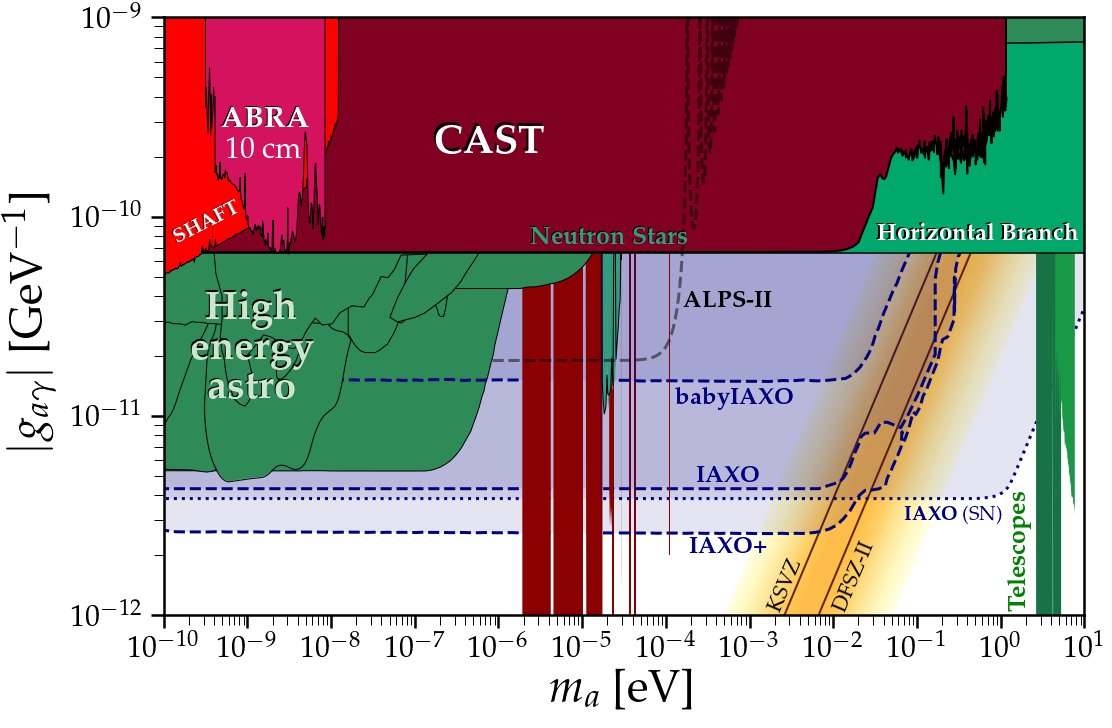 10⁻⁹
ABRA
10 cm
CAST
10⁻¹⁰
SHAFT
Neutron Stars
Horizontal Branch
|g_{aγ}| [GeV⁻¹]
High
energy
astro
ALPS-II
babyIAXO
10⁻¹¹
IAXO
IAXO (SN)
IAXO+
Telescopes
KSVZ
DFSZ-II
10⁻¹²
10⁻¹⁰ 10⁻⁹ 10⁻⁸ 10⁻⁷ 10⁻⁶ 10⁻⁵ 10⁻⁴ 10⁻³ 10⁻² 10⁻¹ 10⁰ 10¹
m_a [eV]